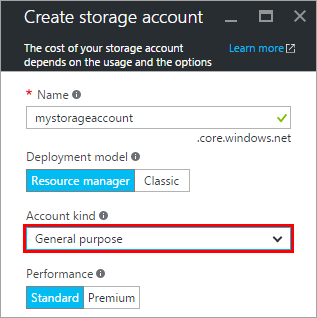 Create storage account
The cost of your storage account
depends on the usage and the options
Learn more
* Name
mystorageaccount
.core.windows.net
Deployment model
Resource manager Classic
Account kind
General purpose
Performance
Standard Premium